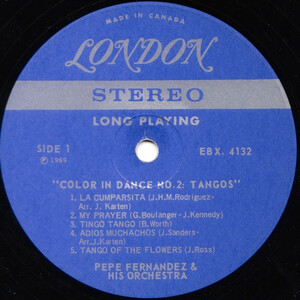 MADE IN CANADA
LONDON
STEREO
LONG PLAYING
SIDE 1
EBX. 4132
℗ 1969
"COLOR IN DANCE NO.2: TANGOS"
1. LA CUMPARSITA (J.H.M.Rodriguez-
Arr. J. Karten)
2. MY PRAYER (G.Boulanger-J.Kennedy)
3. TINGO TANGO (B.Worth)
4. ADIOS MUCHACHOS (J.Sanders-
Arr.J.Karten)
5. TANGO OF THE FLOWERS (J.Ross)
PEPE FERNANDEZ &
HIS ORCHESTRA